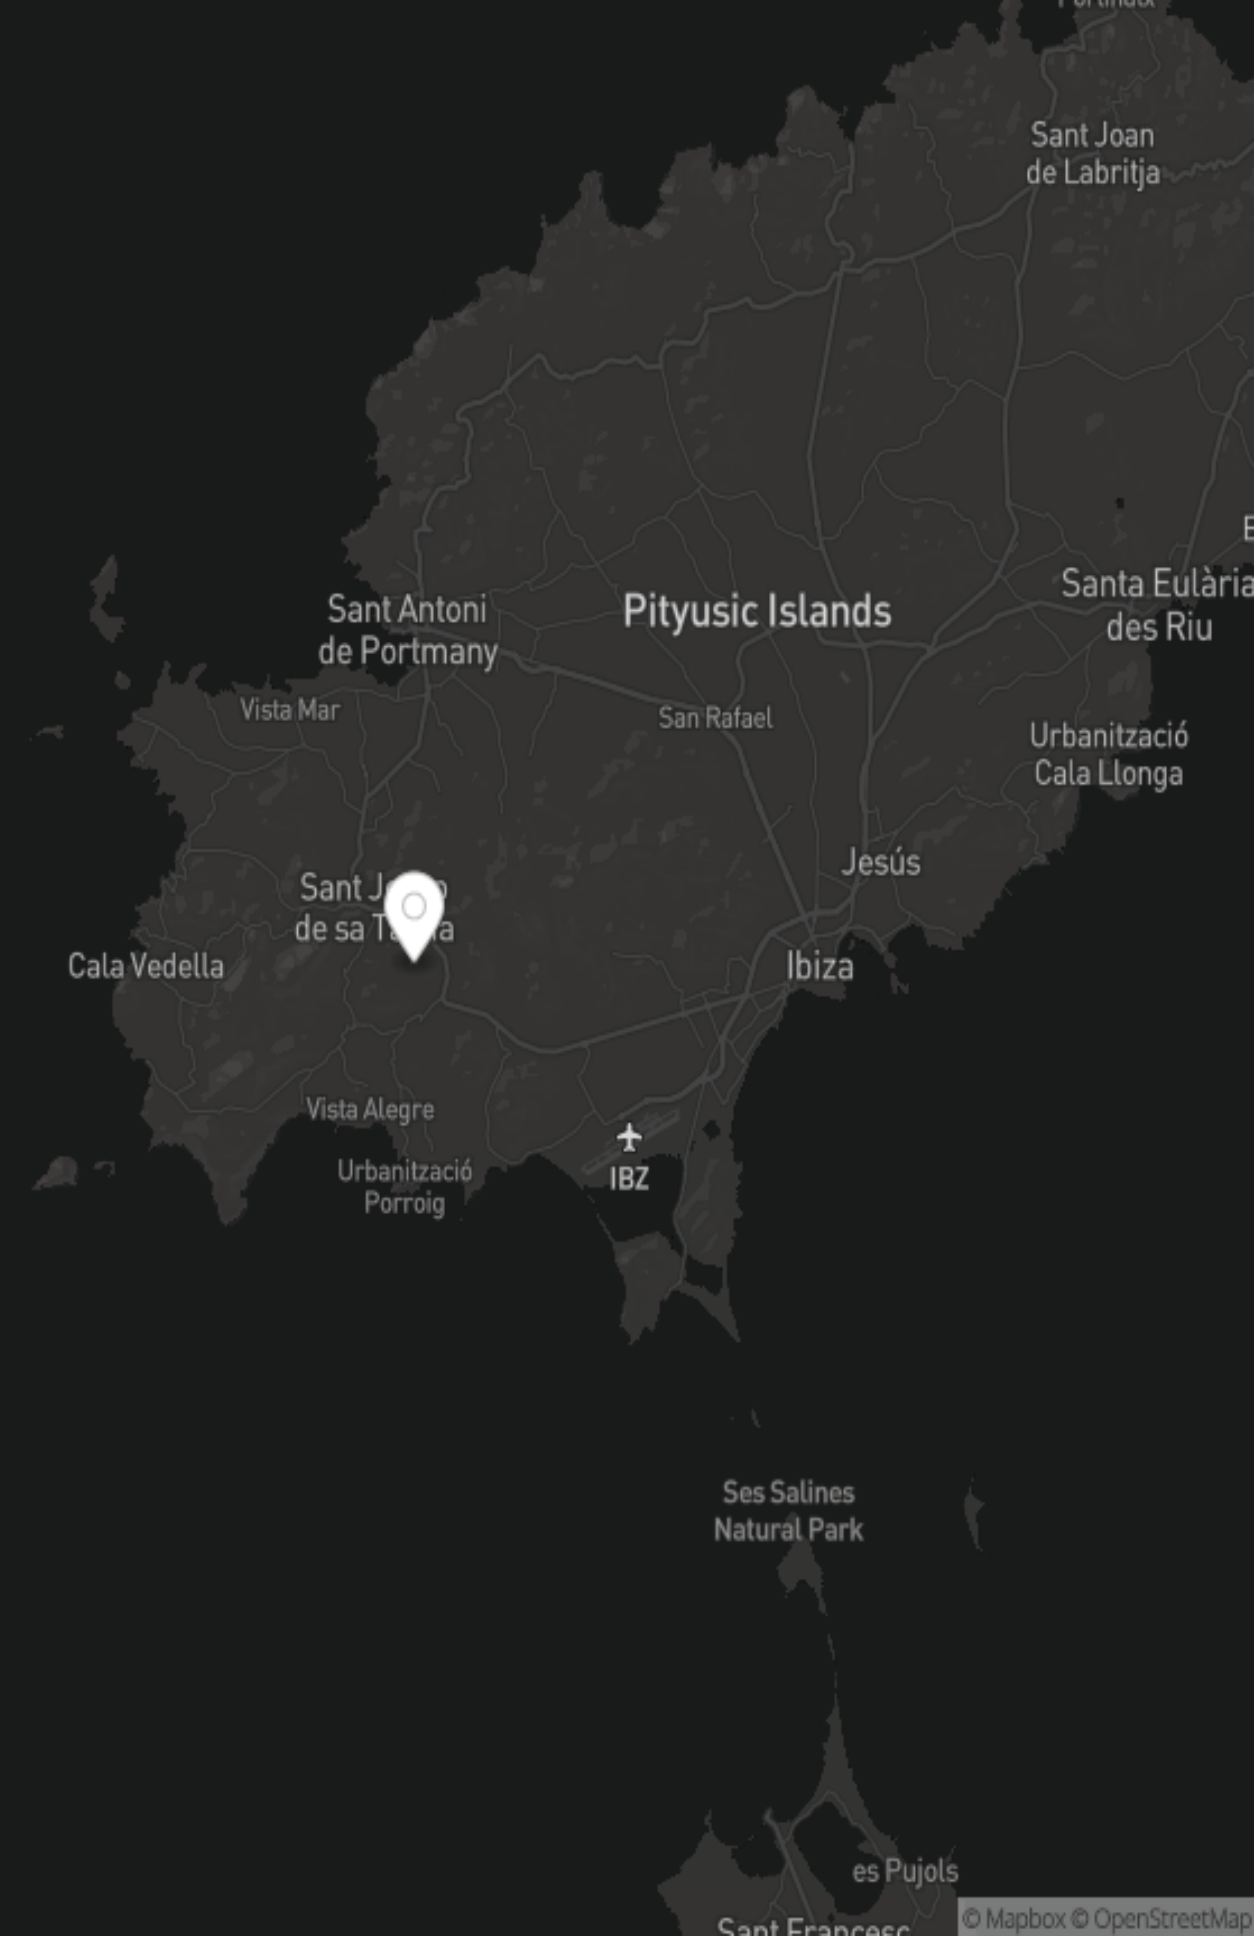 Sant Joan
de Labritja
Sant Antoni
de Portmany
Pityusic Islands
Santa Eulària
des Riu
Vista Mar
San Rafael
Urbanització
Cala Llonga
Jesús
Sant J
de sa T
Cala Vedella
Ibiza
Vista Alegre
Urbanització
Porroig
IBZ
Ses Salines
Natural Park
es Pujols
Sant Francesc
© Mapbox © OpenStreetMap